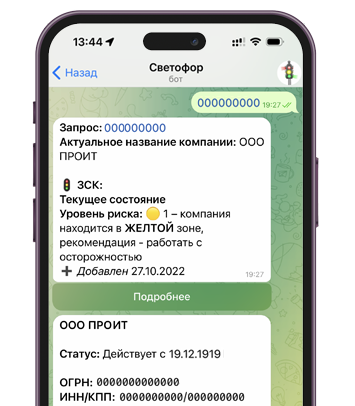 13:44
Назад
Светофор
бот
000000000 19:27
Запрос: 000000000
Актуальное название компании: ООО
ПРОИТ
ЗСК:
Текущее состояние
Уровень риска: 🟡 1 – компания
находится в ЖЕЛТОЙ зоне,
рекомендация - работать с
осторожностью
➕ Добавлен 27.10.2022
19:27
Подробнее
ООО ПРОИТ
Статус: Действует с 19.12.1919
ОГРН: 0000000000000
ИНН/КПП: 0000000000/000000000